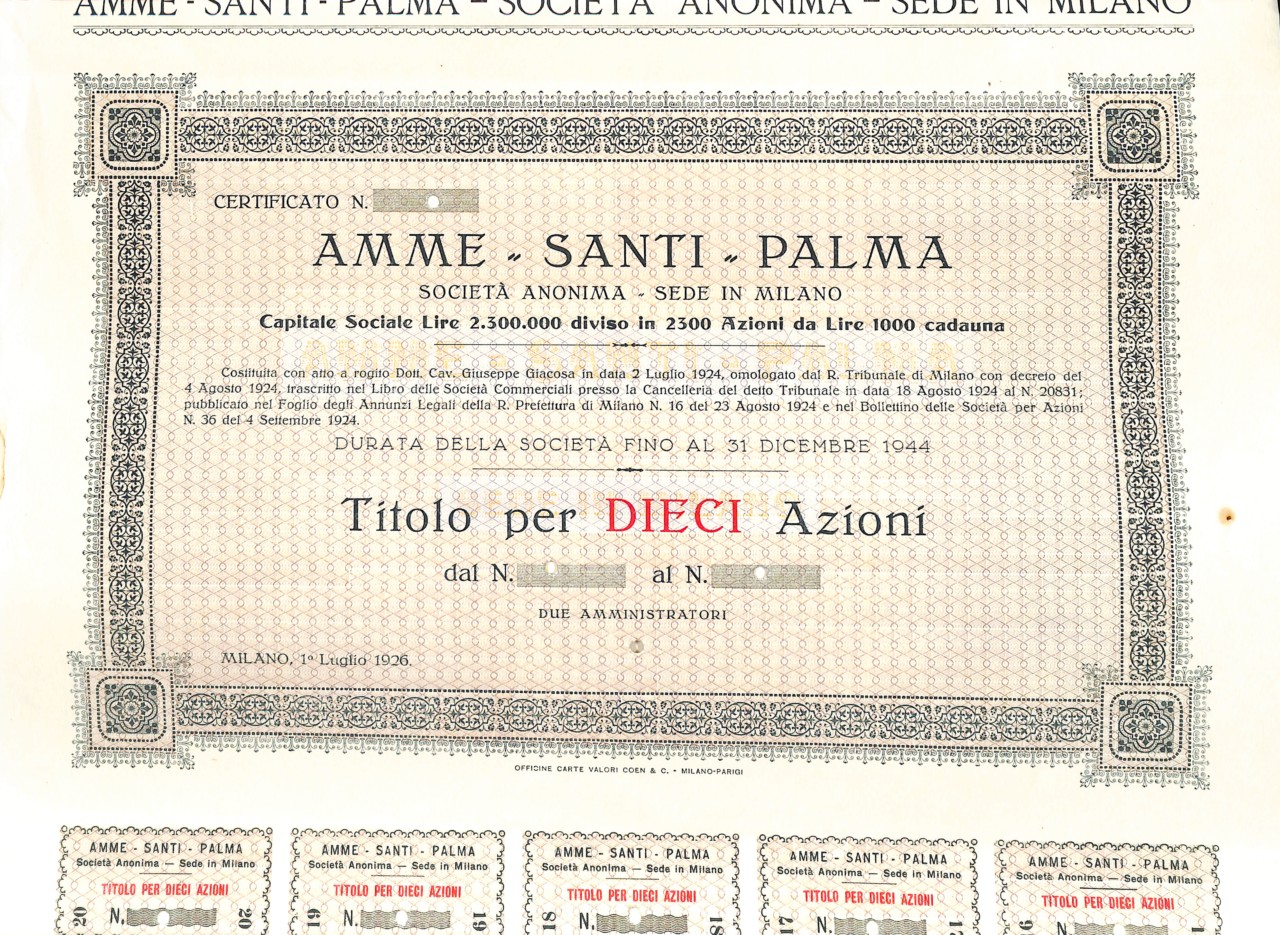 AMME - SANTI - PALMA — SOCIETÀ ANONIMA — SEDE IN MILANO
CERTIFICATO N.
AMME - SANTI - PALMA
SOCIETÀ ANONIMA - SEDE IN MILANO
Capitale Sociale Lire 2.300.000 diviso in 2300 Azioni da Lire 1000 cadauna
Costituita con atto a rogito Dott. Cav. Giuseppe Giacosa in data 2 Luglio 1924, omologato dal R. Tribunale di Milano con decreto del
4 Agosto 1924, trascritto nel Libro delle Società Commerciali presso la Cancelleria del detto Tribunale in data 18 Agosto 1924 al N. 20831;
pubblicato nel Foglio degli Annunzi Legali della R. Prefettura di Milano N. 16 del 23 Agosto 1924 e nel Bollettino delle Società per Azioni
N. 36 del 4 Settembre 1924.
DURATA DELLA SOCIETÀ FINO AL 31 DICEMBRE 1944
Titolo per DIECI Azioni
dal N. al N.
DUE AMMINISTRATORI
MILANO, 1º Luglio 1926.
OFFICINE CARTE VALORI COEN & C. - MILANO-PARIGI
AMME - SANTI - PALMA
Società Anonima — Sede in Milano
TITOLO PER DIECI AZIONI
20 N. 20
AMME - SANTI - PALMA
Società Anonima — Sede in Milano
TITOLO PER DIECI AZIONI
19 N. 19
AMME - SANTI - PALMA
Società Anonima — Sede in Milano
TITOLO PER DIECI AZIONI
18 N. 18
AMME - SANTI - PALMA
Società Anonima — Sede in Milano
TITOLO PER DIECI AZIONI
17 N. 17
AMME - SANTI - PALMA
Società Anonima — Sede in Milano
TITOLO PER DIECI AZIONI
16 N.